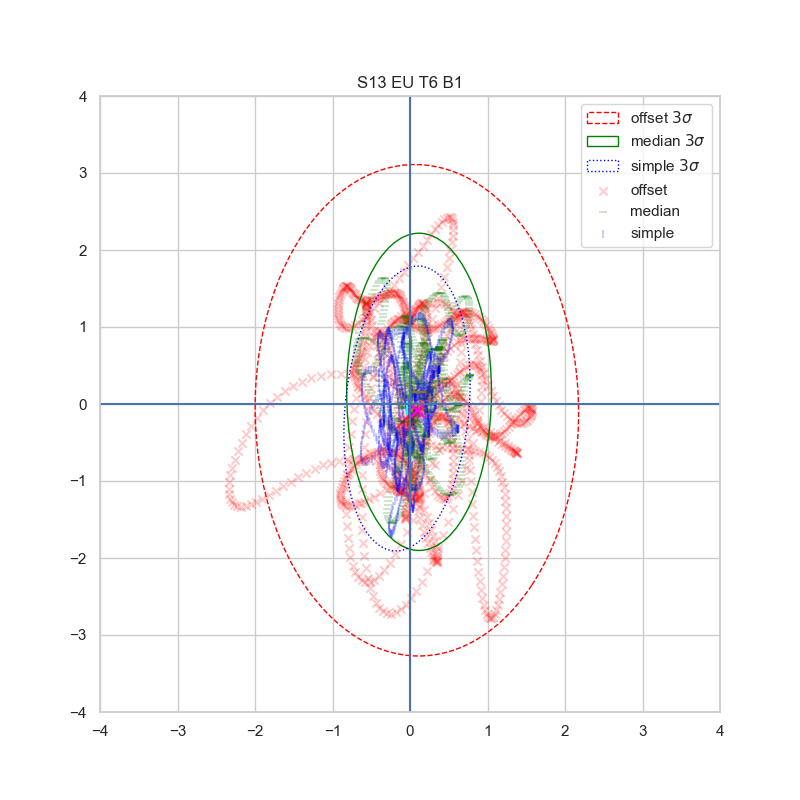 S13 EU T6 B1
offset 3σ
median 3σ
simple 3σ
offset
median
simple
4
3
2
1
0
−1
−2
−3
−4
−4 −3 −2 −1 0 1 2 3 4